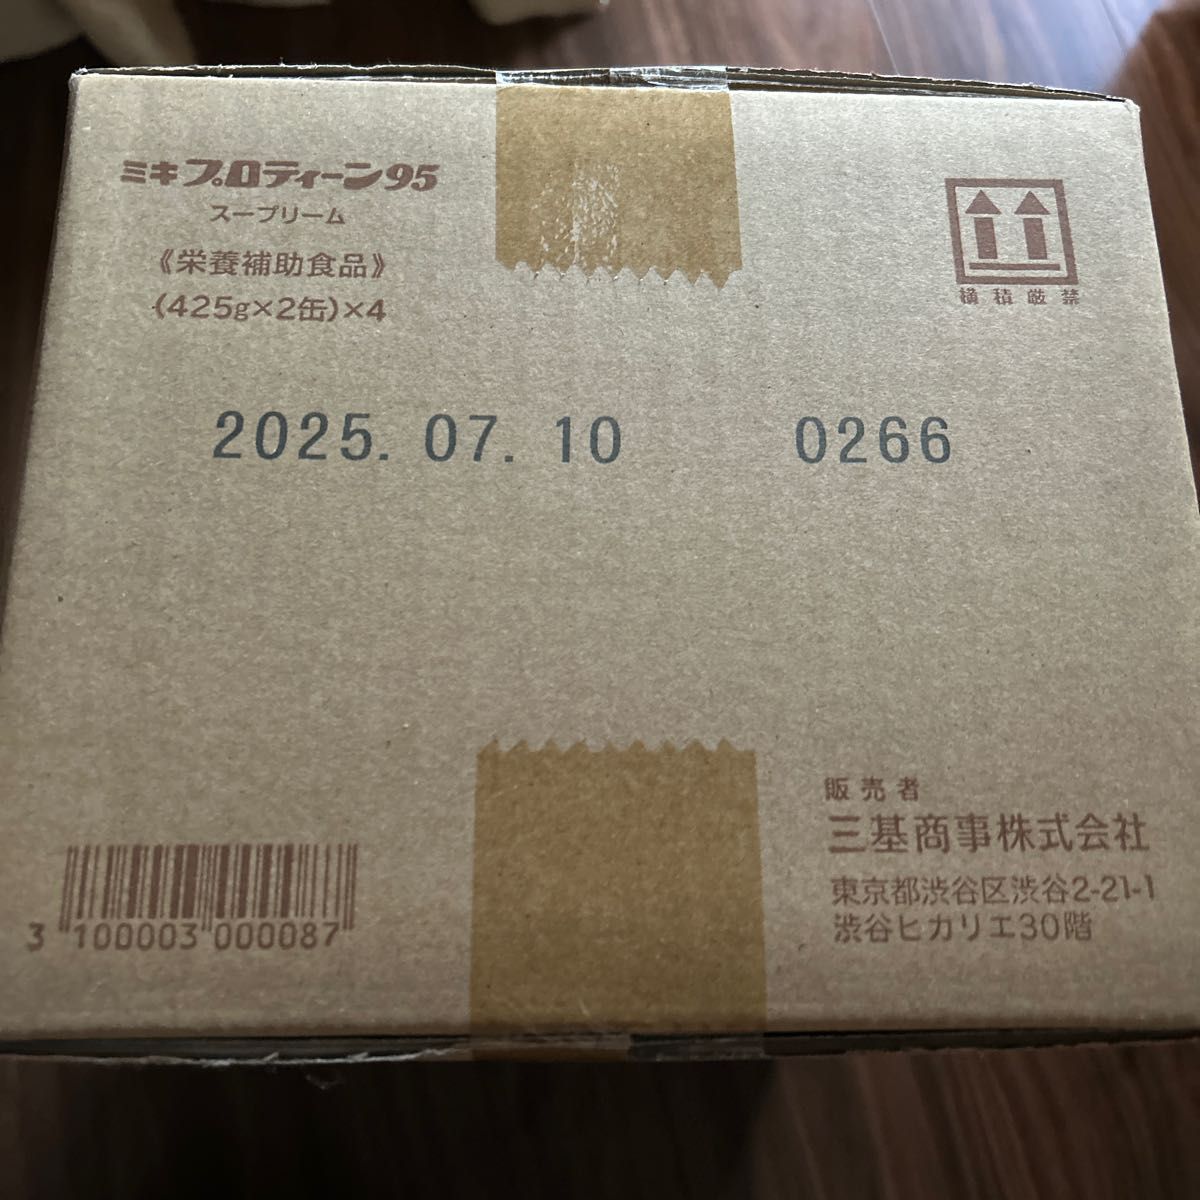 ミキプロティーン95
スープリーム
《栄養補助食品》
(425g×2缶)×4
横積厳禁
2025.07.10 0266
販売者
三基商事株式会社
東京都渋谷区渋谷2-21-1
渋谷ヒカリエ30階
3 100003 000087